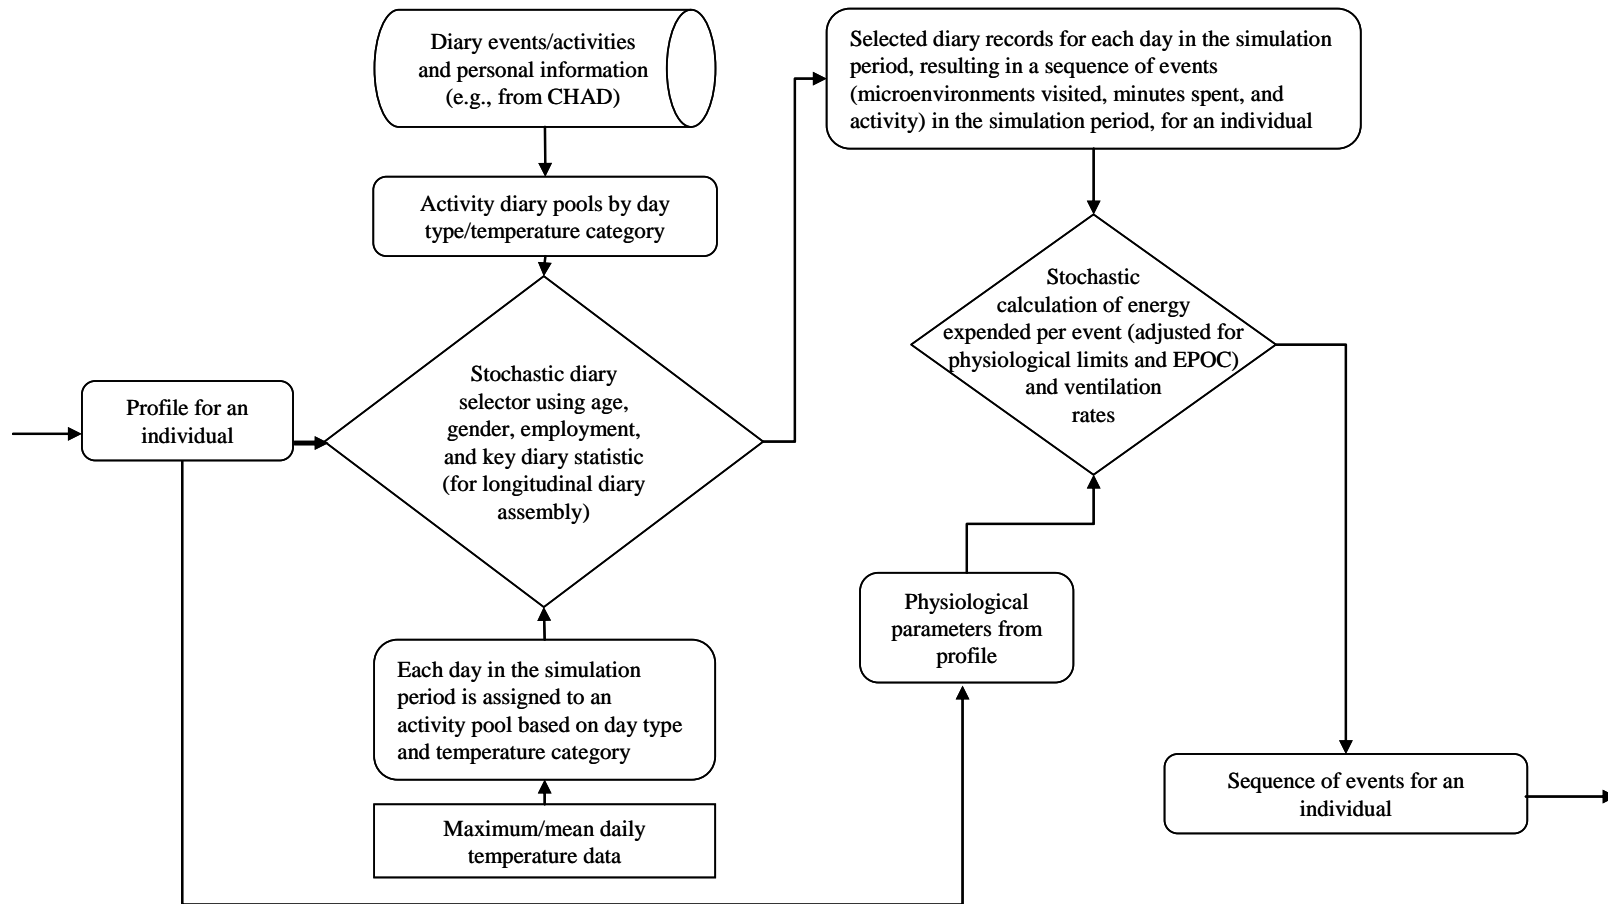 Diary events/activities
and personal information
(e.g., from CHAD)
Activity diary pools by day
type/temperature category
Profile for an
individual
Stochastic diary
selector using age,
gender, employment,
and key diary statistic
(for longitudinal diary
assembly)
Each day in the simulation
period is assigned to an
activity pool based on day type
and temperature category
Maximum/mean daily
temperature data
Selected diary records for each day in the simulation
period, resulting in a sequence of events
(microenvironments visited, minutes spent, and
activity) in the simulation period, for an individual
Stochastic
calculation of energy
expended per event (adjusted for
physiological limits and EPOC)
and ventilation
rates
Physiological
parameters from
profile
Sequence of events for an
individual